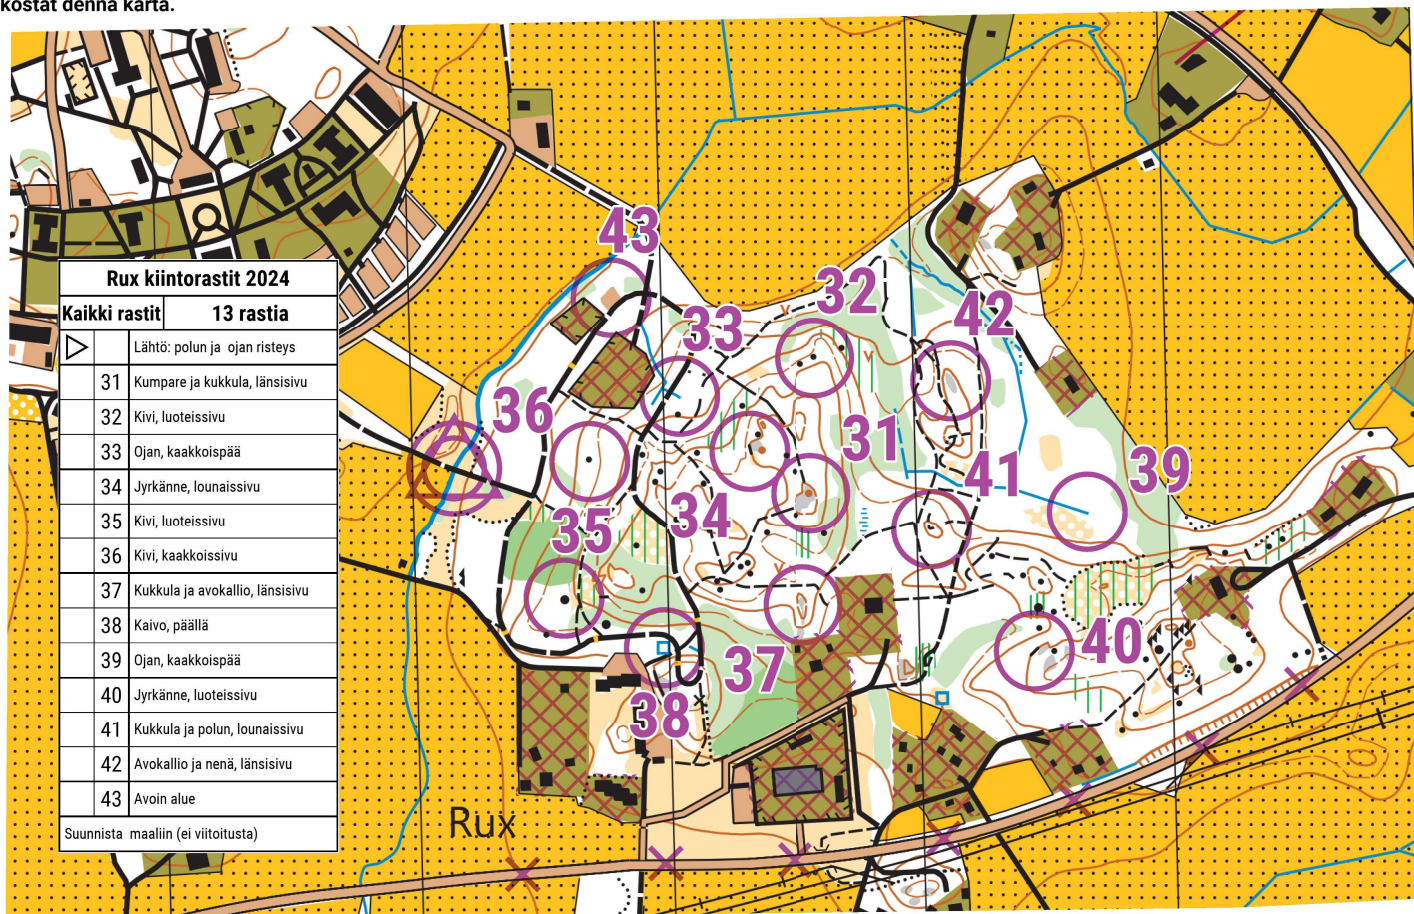 kostat denna karta.
Rux kiintorastit 2024
Kaikki rastit 13 rastia
Lähtö: polun ja ojan risteys
31 Kumpare ja kukkula, länsisivu
32 Kivi, luoteissivu
33 Ojan, kaakkoispää
34 Jyrkänne, lounaissivu
35 Kivi, luoteissivu
36 Kivi, kaakkoissivu
37 Kukkula ja avokallio, länsisivu
38 Kaivo, päällä
39 Ojan, kaakkoispää
40 Jyrkänne, luoteissivu
41 Kukkula ja polun, lounaissivu
42 Avokallio ja nenä, länsisivu
43 Avoin alue
Suunnista maaliin (ei viitoitusta)
43
32
42
33
36
31
39
41
34
35
40
37
38
Rux